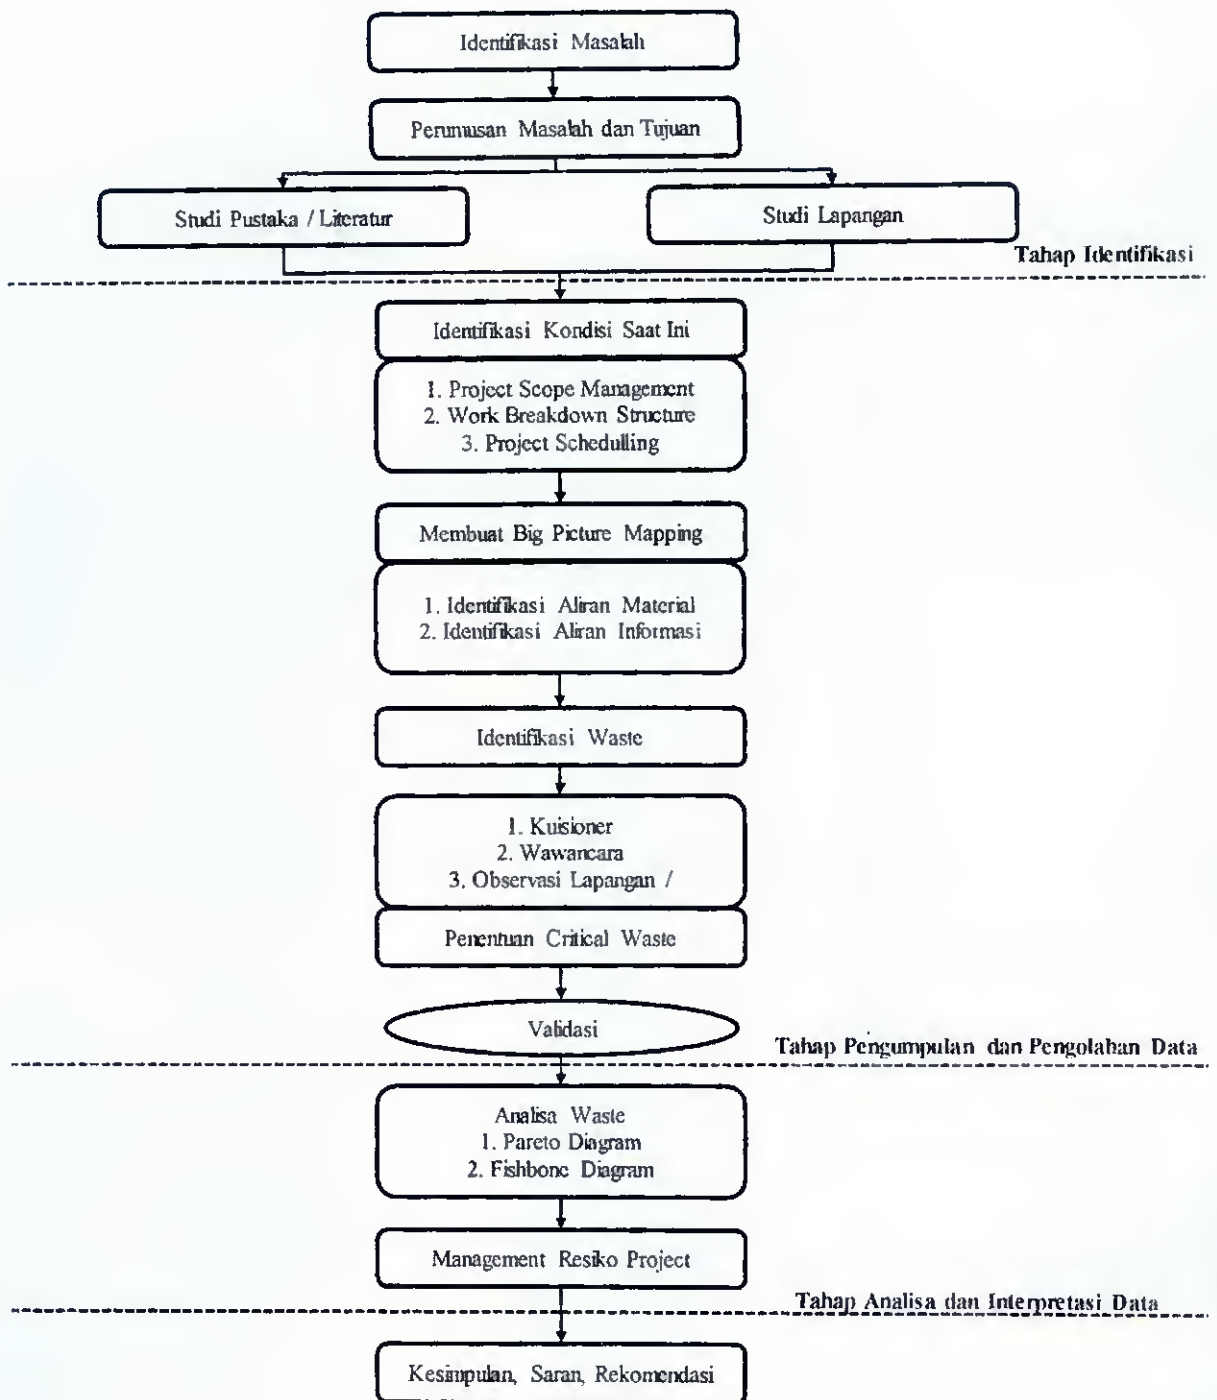 Identifikasi Masalah
Perumusan Masalah dan Tujuan
Studi Pustaka / Literatur
Studi Lapangan
Tahap Identifikasi
Identifikasi Kondisi Saat Ini
1. Project Scope Management
2. Work Breakdown Structure
3. Project Schedulling
Membuat Big Picture Mapping
1. Identifikasi Aliran Material
2. Identifikasi Aliran Informasi
Identifikasi Waste
1. Kuisioner
2. Wawancara
3. Observasi Lapangan /
Penentuan Critical Waste
Validasi
Tahap Pengumpulan dan Pengolahan Data
Analisa Waste
1. Pareto Diagram
2. Fishbone Diagram
Management Resiko Project
Tahap Analisa dan Interpretasi Data
Kesimpulan, Saran, Rekomendasi